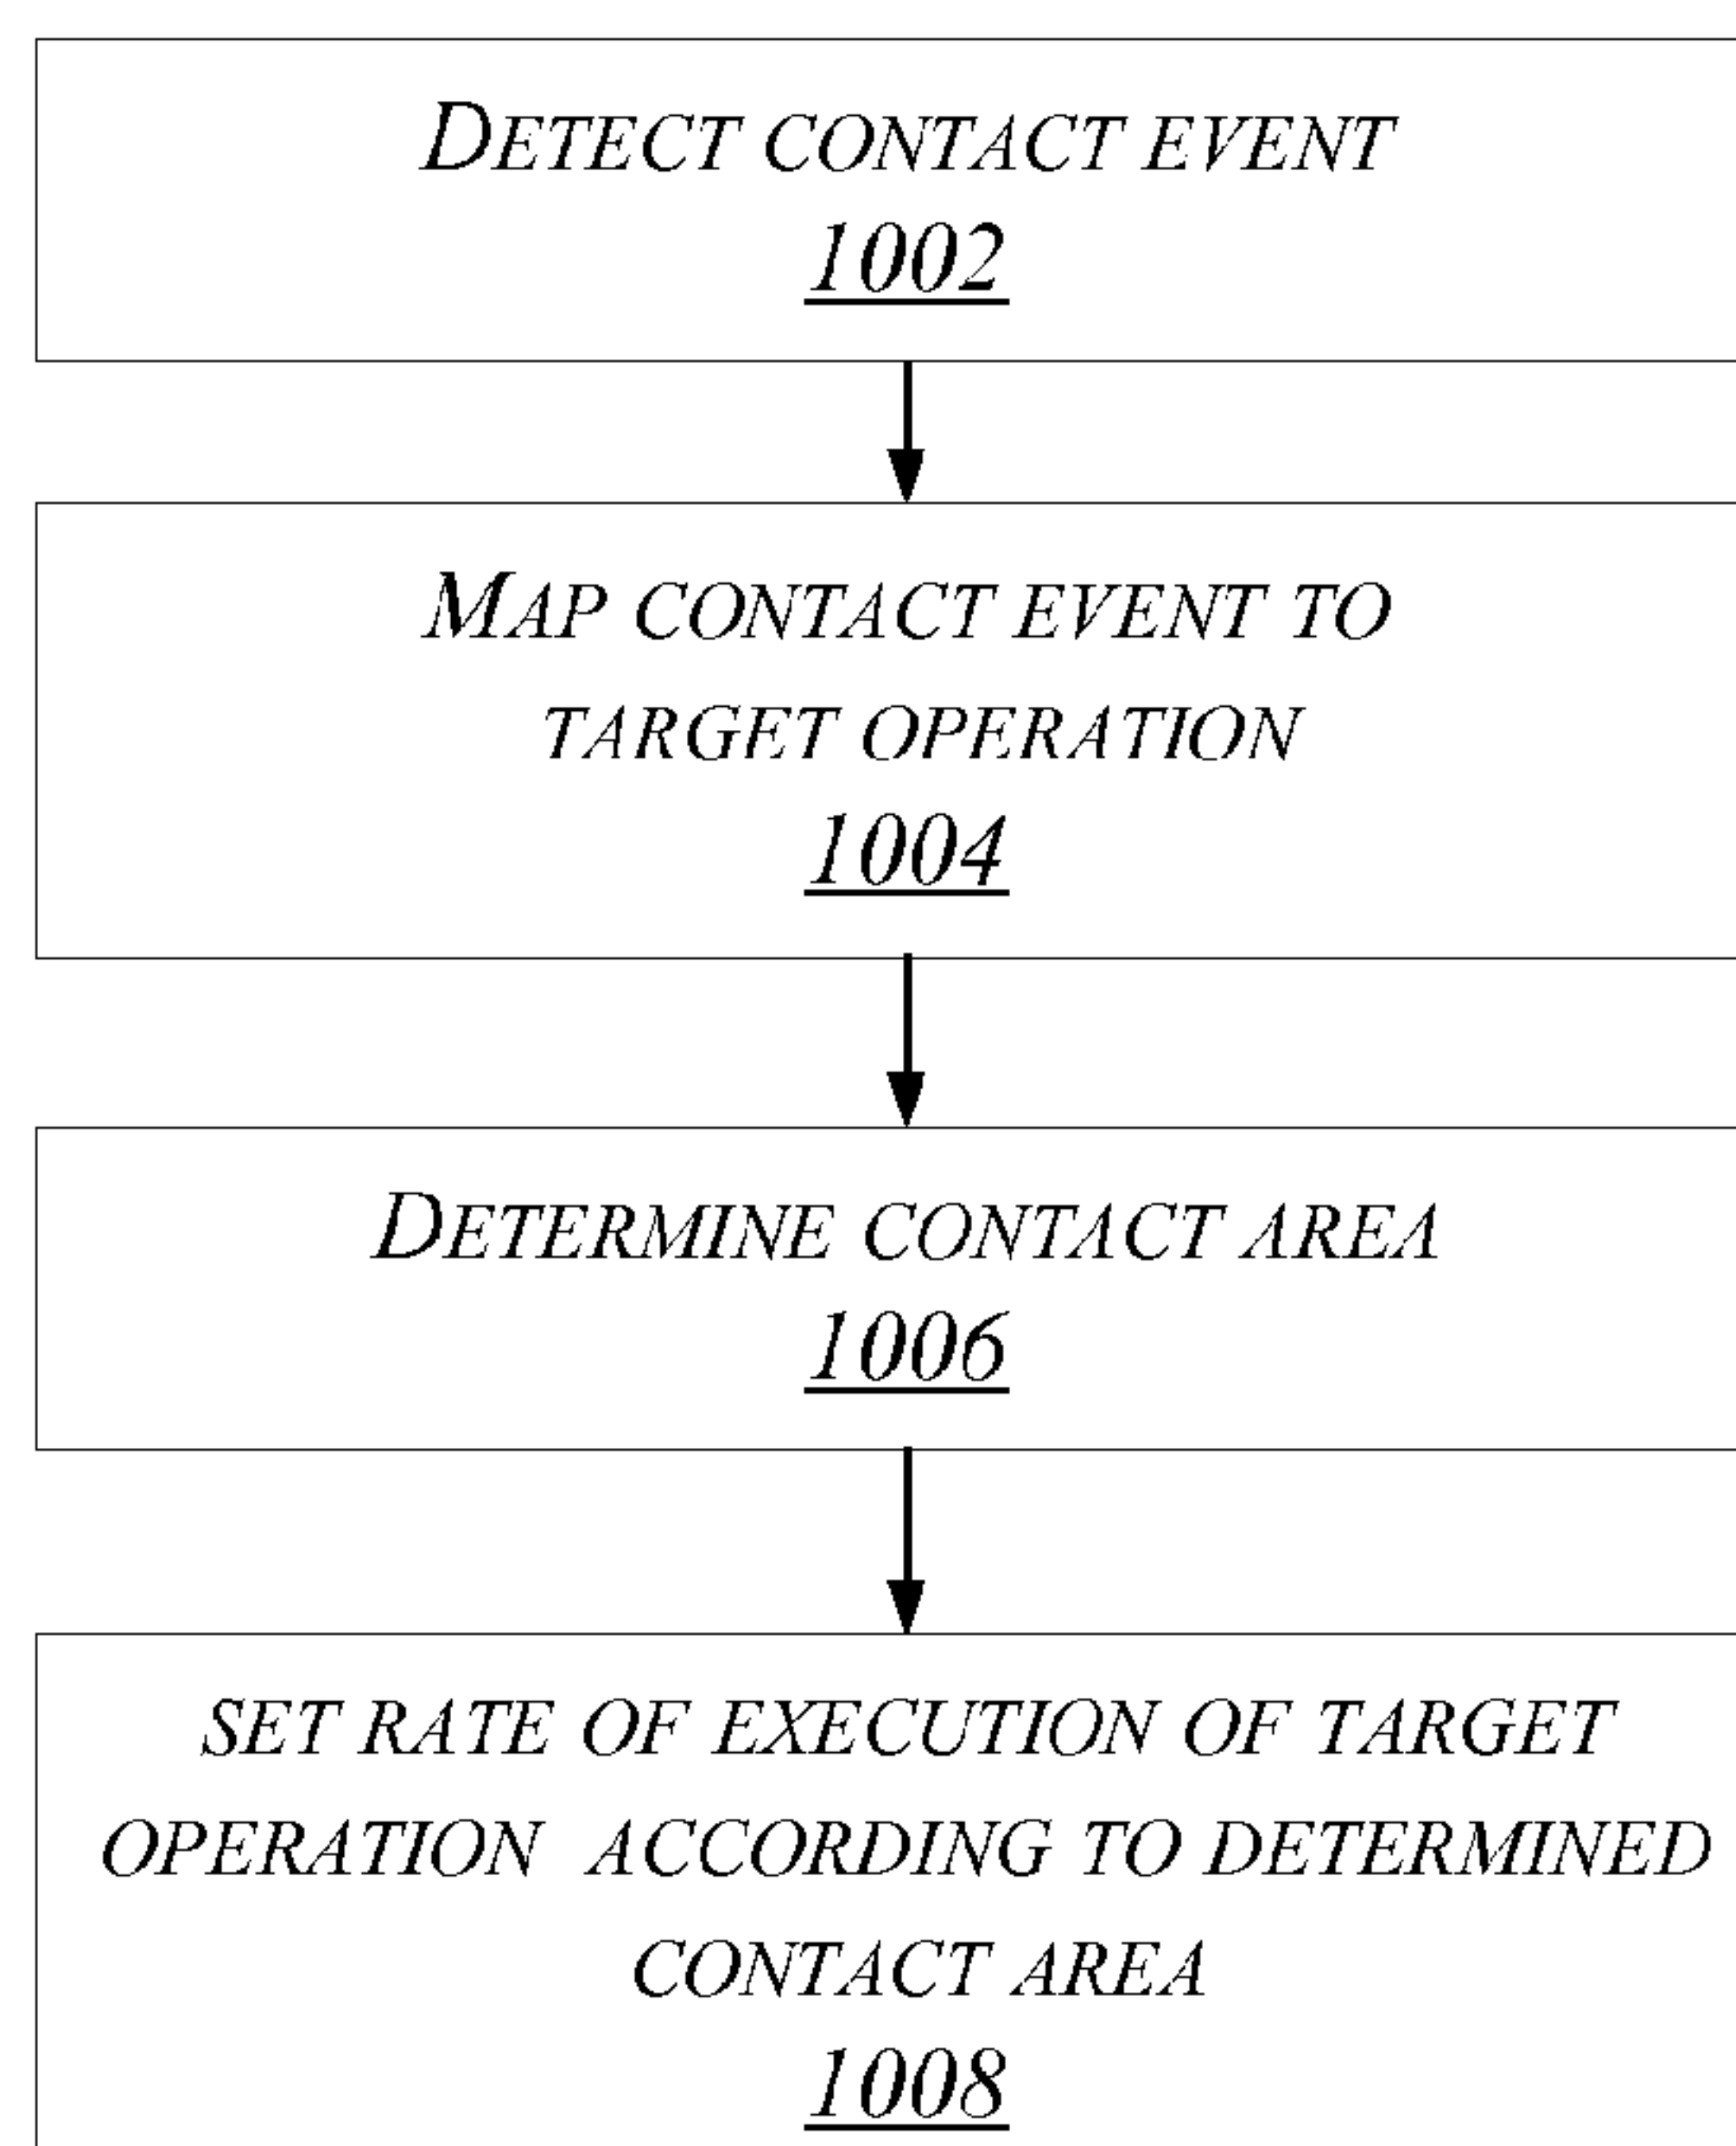 DETECT CONTACT EVENT
1002
MAP CONTACT EVENT TO
TARGET OPERATION
1004
DETERMINE CONTACT AREA
1006
SET RATE OF EXECUTION OF TARGET
OPERATION ACCORDING TO DETERMINED
CONTACT AREA
1008